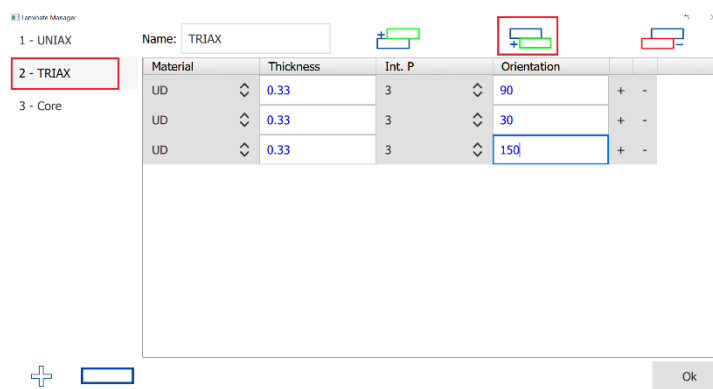 Laminate Manager
1 - UNIAX
2 - TRIAX
3 - Core
Name: TRIAX
Material Thickness Int. P Orientation
UD 0.33 3 90 + -
UD 0.33 3 30 + -
UD 0.33 3 150 + -
Ok